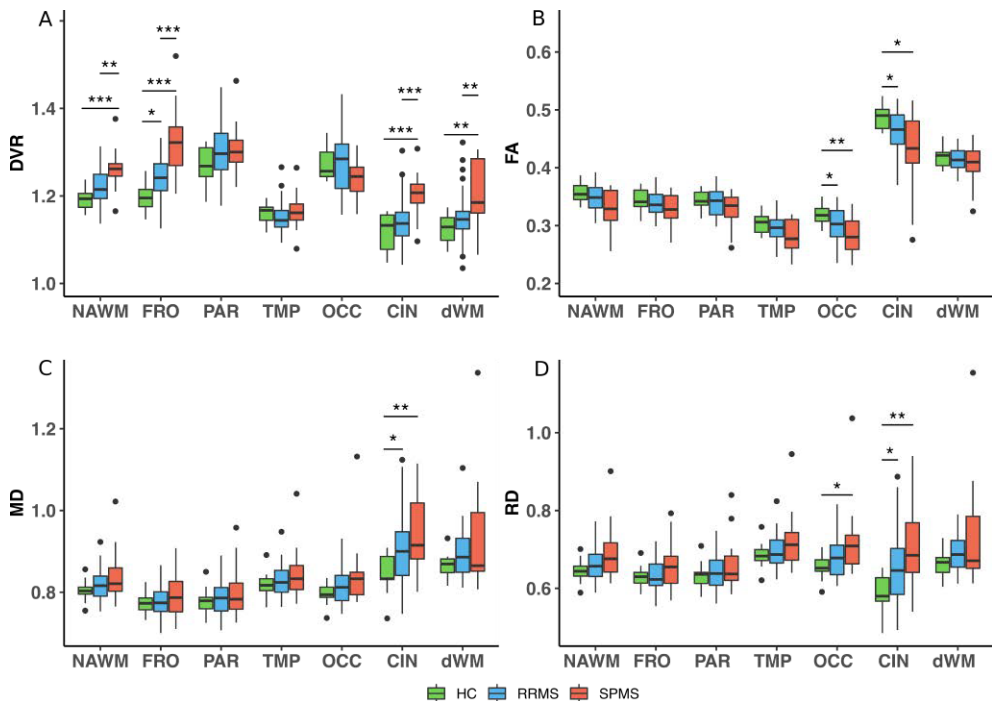 A
DVR
1.6
1.4
1.2
1.0
*** ** *** * *** *** *** ** **
NAWM FRO PAR TMP OCC CIN dWM
B
FA
0.6
0.5
0.4
0.3
0.2
* ** * *
NAWM FRO PAR TMP OCC CIN dWM
C
MD
1.2
1.0
0.8
* **
NAWM FRO PAR TMP OCC CIN dWM
D
RD
1.0
0.8
0.6
* * **
NAWM FRO PAR TMP OCC CIN dWM
HC RRMS SPMS